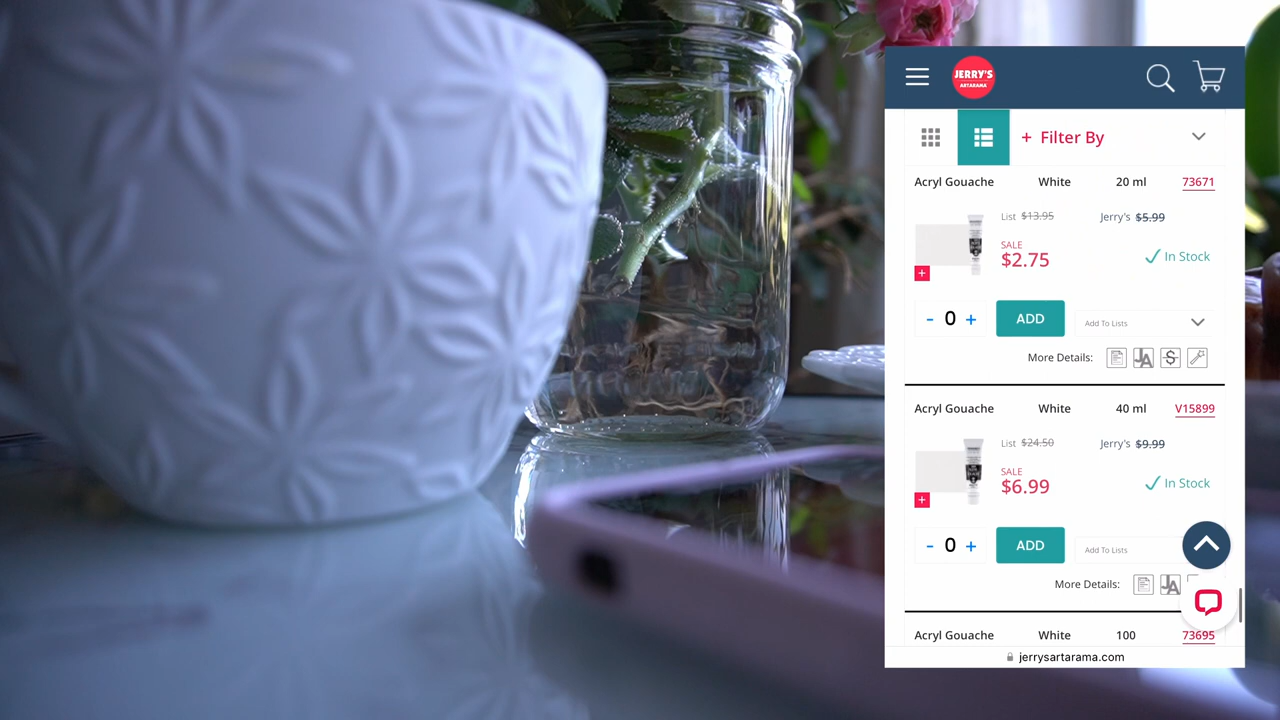 JERRY'S
ARTARAMA
+ Filter By
Acryl Gouache White 20 ml 73671
List $13.95 Jerry's $5.99
SALE
$2.75
In Stock
- 0 + ADD Add To Lists
More Details:
Acryl Gouache White 40 ml V15899
List $24.50 Jerry's $9.99
SALE
$6.99
In Stock
- 0 + ADD Add To Lists
More Details:
Acryl Gouache White 100 73695
jerrysartarama.com